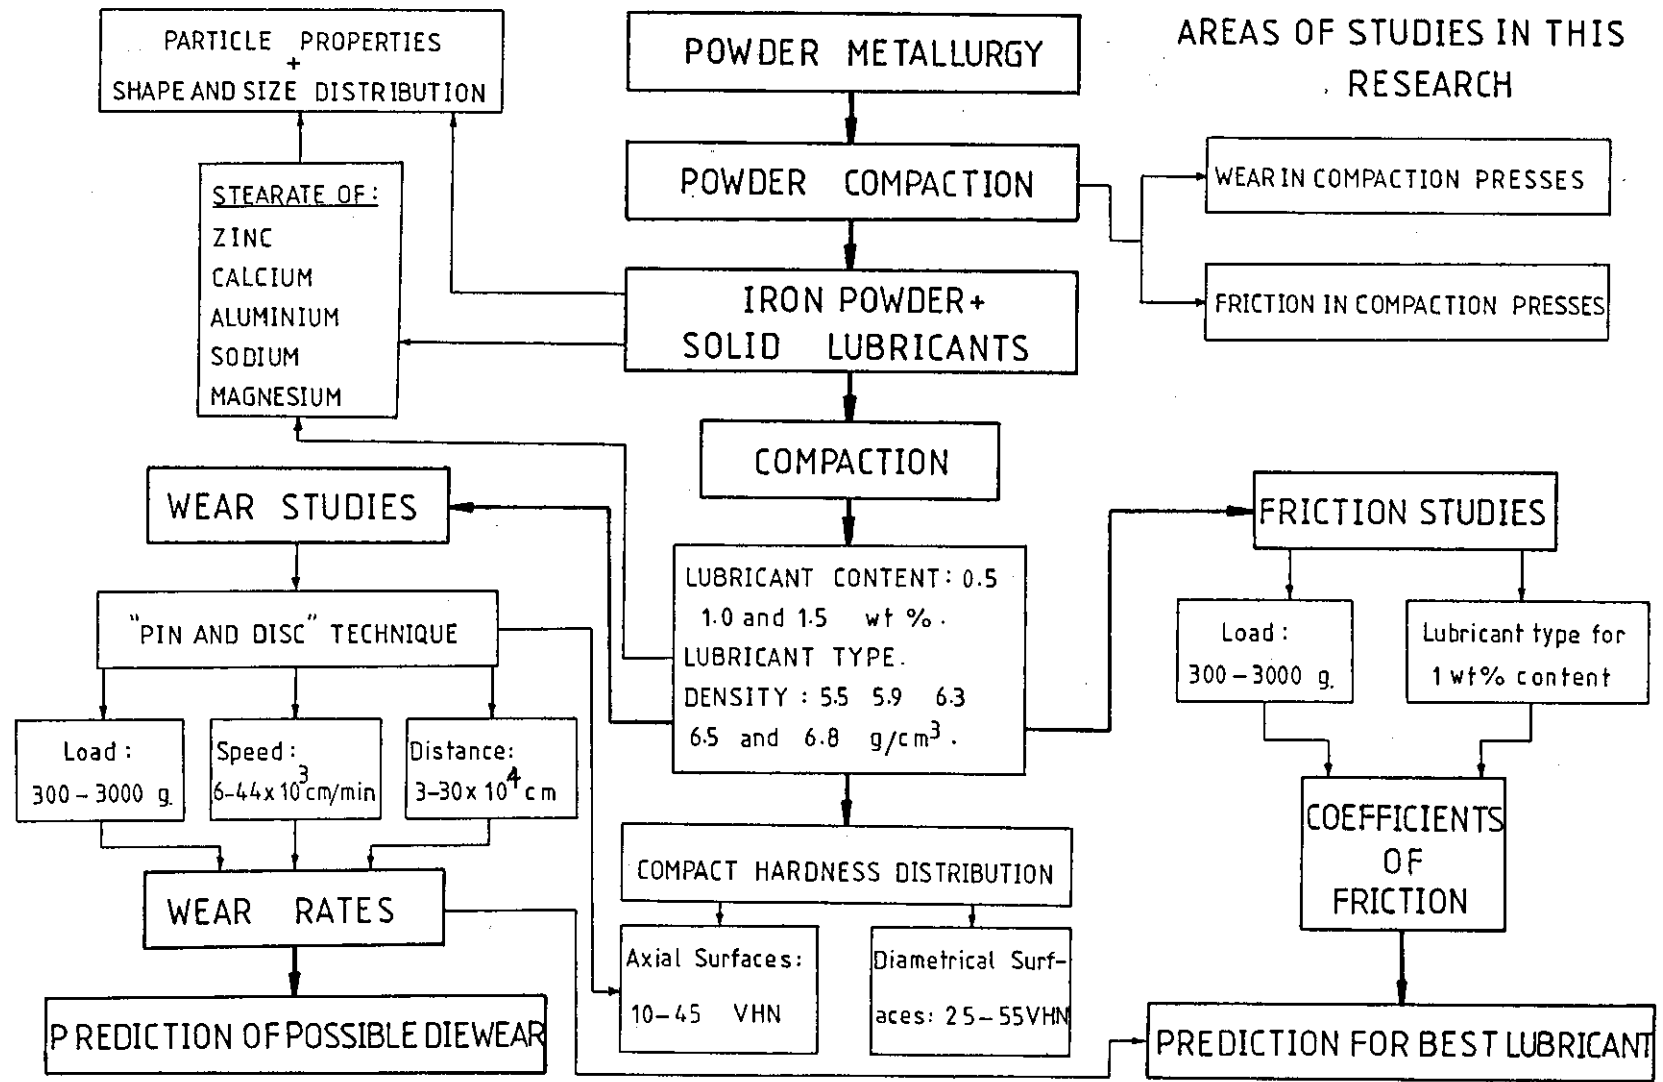 AREAS OF STUDIES IN THIS
RESEARCH
PARTICLE PROPERTIES
+
SHAPE AND SIZE DISTRIBUTION
POWDER METALLURGY
POWDER COMPACTION
WEAR IN COMPACTION PRESSES
FRICTION IN COMPACTION PRESSES
STEARATE OF:
ZINC
CALCIUM
ALUMINIUM
SODIUM
MAGNESIUM
IRON POWDER+
SOLID LUBRICANTS
COMPACTION
WEAR STUDIES
FRICTION STUDIES
LUBRICANT CONTENT: 0.5
1.0 and 1.5 wt %.
LUBRICANT TYPE.
DENSITY: 5.5 5.9 6.3
6.5 and 6.8 g/cm³.
"PIN AND DISC" TECHNIQUE
Load:
300-3000 g.
Speed:
6-44x10³cm/min
Distance:
3-30x10⁴cm
Load:
300-3000 g.
Lubricant type for
1 wt% content
WEAR RATES
COMPACT HARDNESS DISTRIBUTION
COEFFICIENTS
OF
FRICTION
Axial Surfaces:
10-45 VHN
Diametrical Surf-
aces: 25-55VHN
PREDICTION OF POSSIBLE DIEWEAR
PREDICTION FOR BEST LUBRICANT